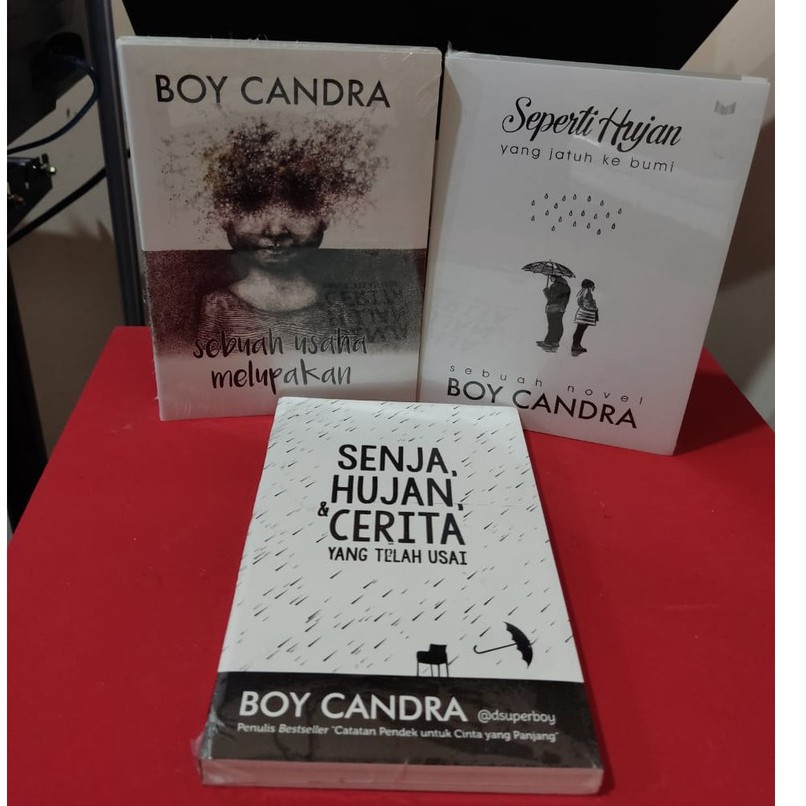 BOY CANDRA
sebuah usaha
melupakan
Seperti Hujan
yang jatuh ke bumi
sebuah novel
BOY CANDRA
SENJA,
HUJAN,
& CERITA
YANG TELAH USAI
BOY CANDRA @dsuperboy
Penulis Bestseller "Catatan Pendek untuk Cinta yang Panjang"